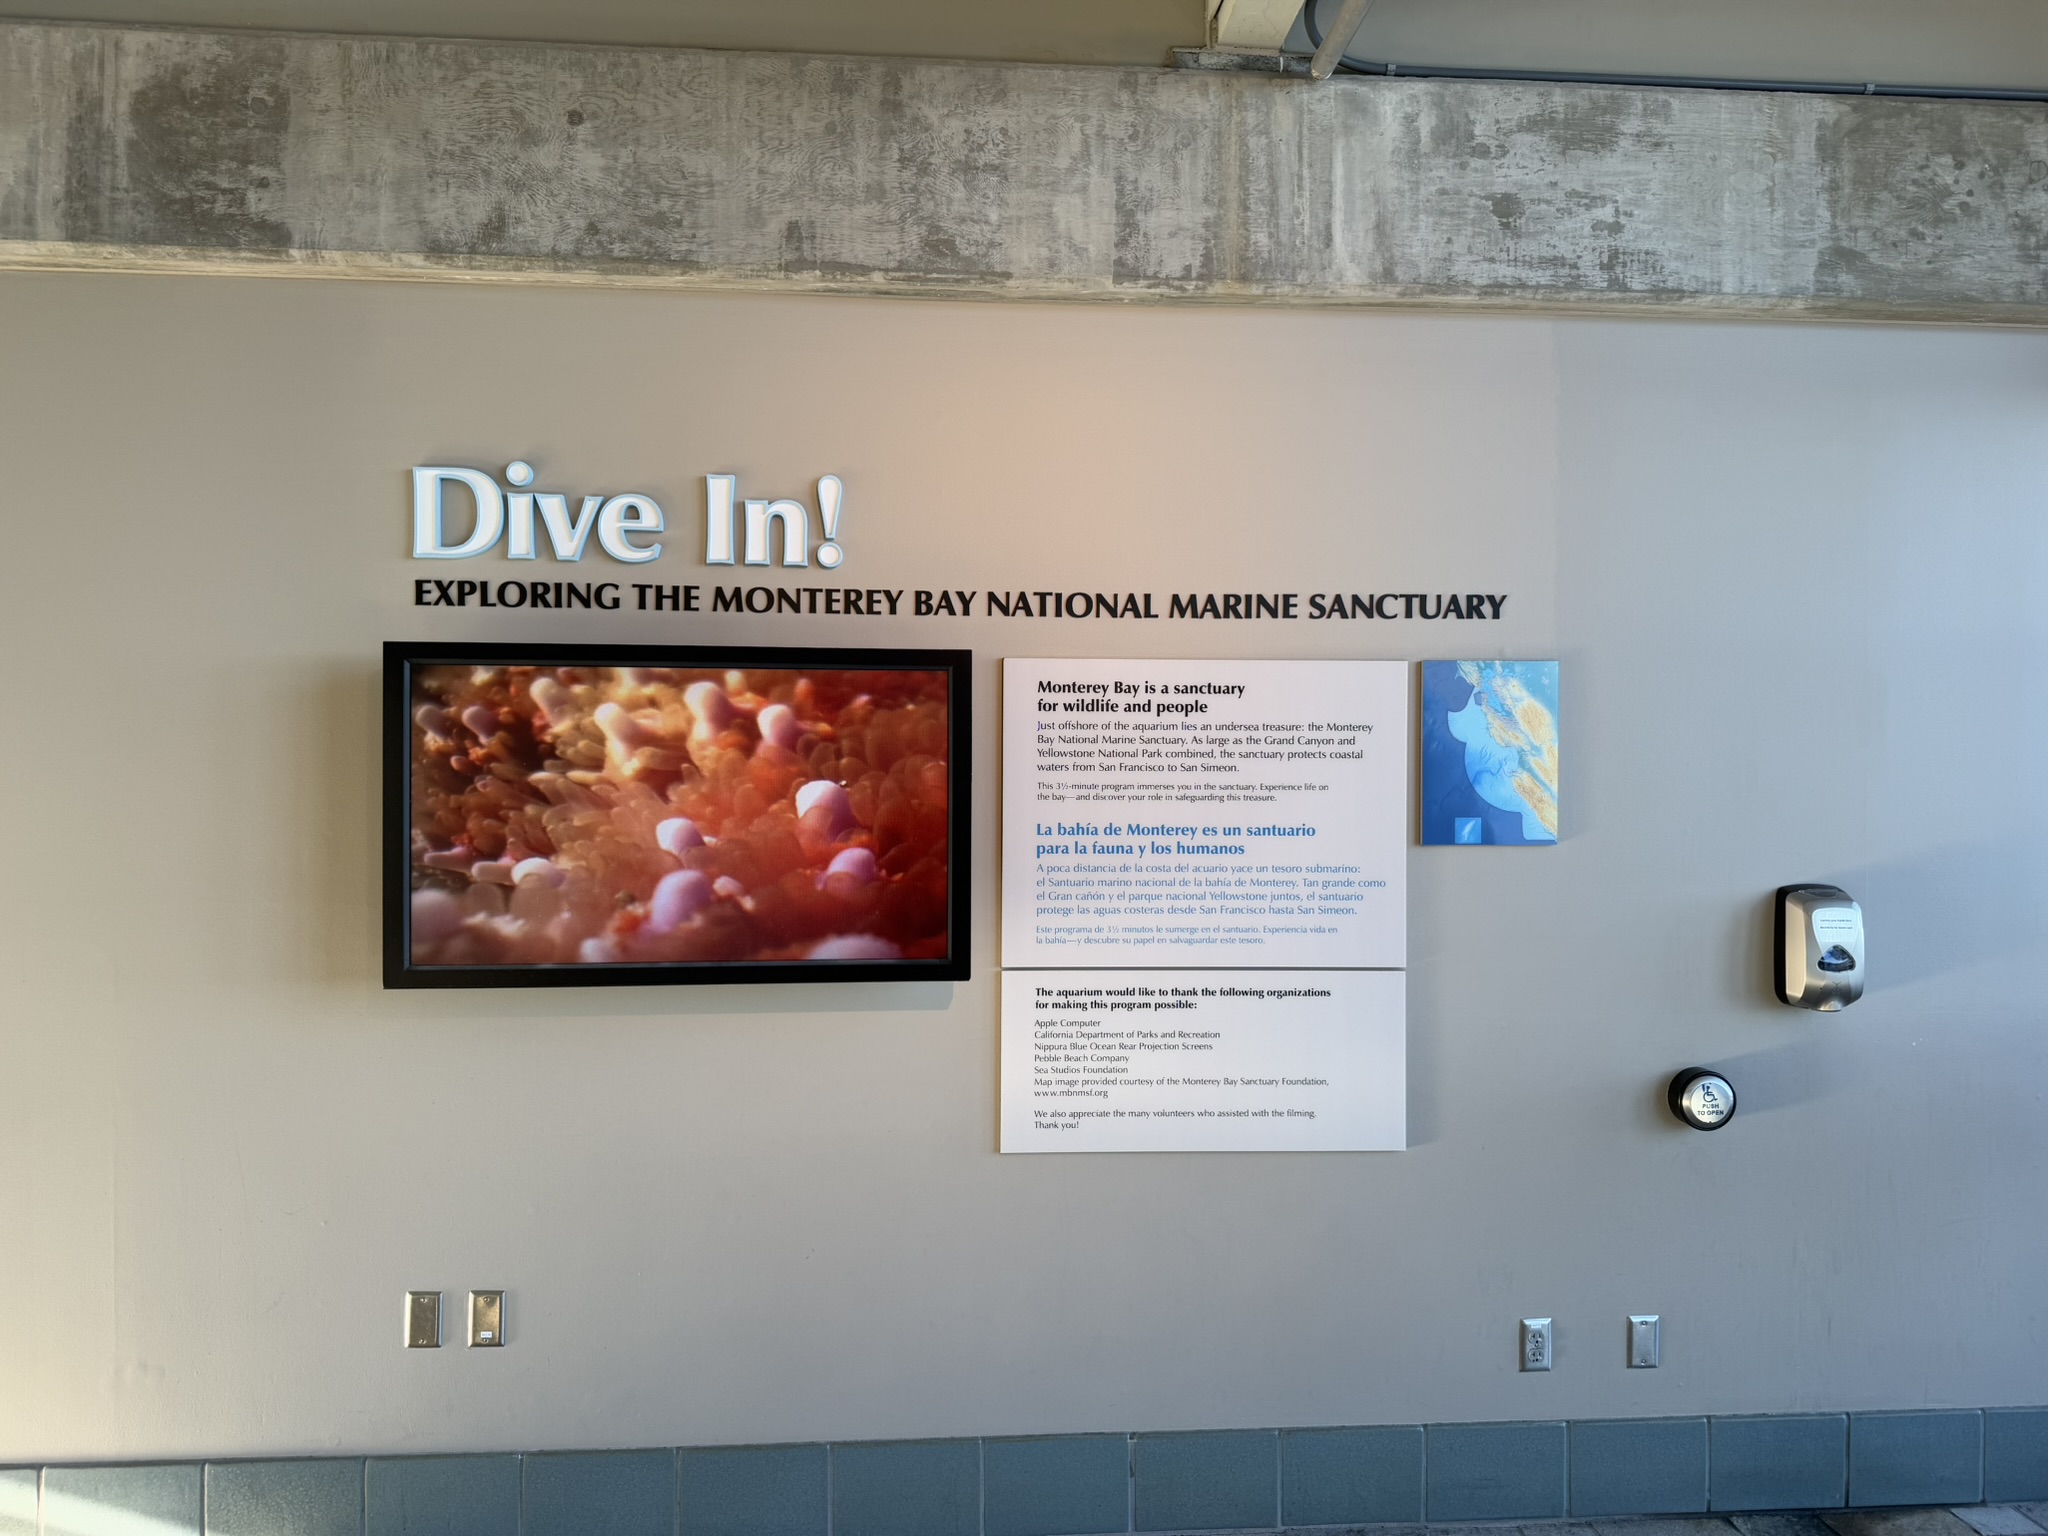 Dive In!
EXPLORING THE MONTEREY BAY NATIONAL MARINE SANCTUARY
Monterey Bay is a sanctuary
for wildlife and people
Just offshore of the aquarium lies an undersea treasure: the Monterey
Bay National Marine Sanctuary. As large as the Grand Canyon and
Yellowstone National Park combined, the sanctuary protects coastal
waters from San Francisco to San Simeon.
This 3½-minute program immerses you in the sanctuary. Experience life on
the bay—and discover your role in safeguarding this treasure.
La bahía de Monterey es un santuario
para la fauna y los humanos
A poca distancia de la costa del acuario yace un tesoro submarino:
el Santuario marino nacional de la bahía de Monterey. Tan grande como
el Gran cañón y el parque nacional Yellowstone juntos, el santuario
protege las aguas costeras desde San Francisco hasta San Simeon.
Este programa de 3½ minutos le sumerge en el santuario. Experiencia vida en
la bahía—y descubre su papel en salvaguardar este tesoro.
The aquarium would like to thank the following organizations
for making this program possible:
Apple Computer
California Department of Parks and Recreation
Nippura Blue Ocean Rear Projection Screens
Pebble Beach Company
Sea Studios Foundation
Map image provided courtesy of the Monterey Bay Sanctuary Foundation,
www.mbnmsf.org
We also appreciate the many volunteers who assisted with the filming.
Thank you!
PUSH
TO OPEN